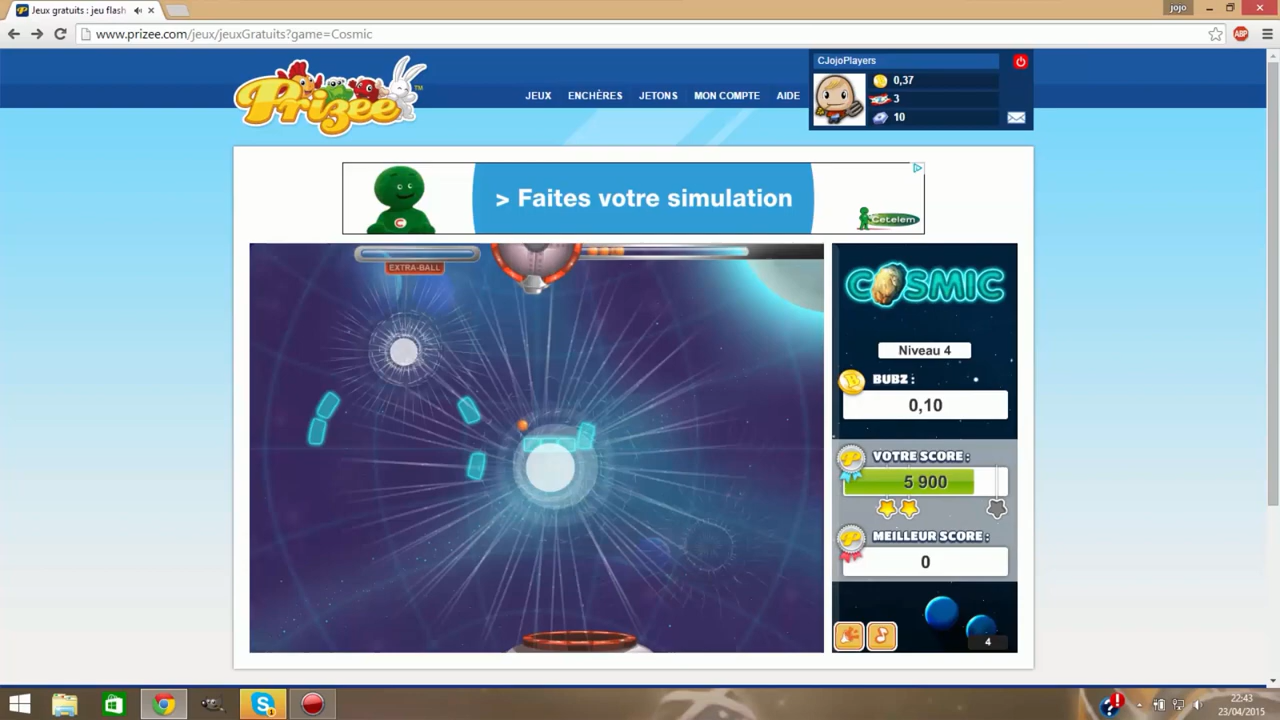 Jeux gratuits : jeu flash
jojo
www.prizee.com/jeux/jeuxGratuits?game=Cosmic
ABP
Prizee™
JEUX
ENCHÈRES
JETONS
MON COMPTE
AIDE
CJojoPlayers
0,37
3
10
> Faites votre simulation
C
Cetelem
EXTRA-BALL
COSMIC
Niveau 4
BUBZ :
0,10
VOTRE SCORE :
5 900
MEILLEUR SCORE :
0
4
22:43
23/04/2015